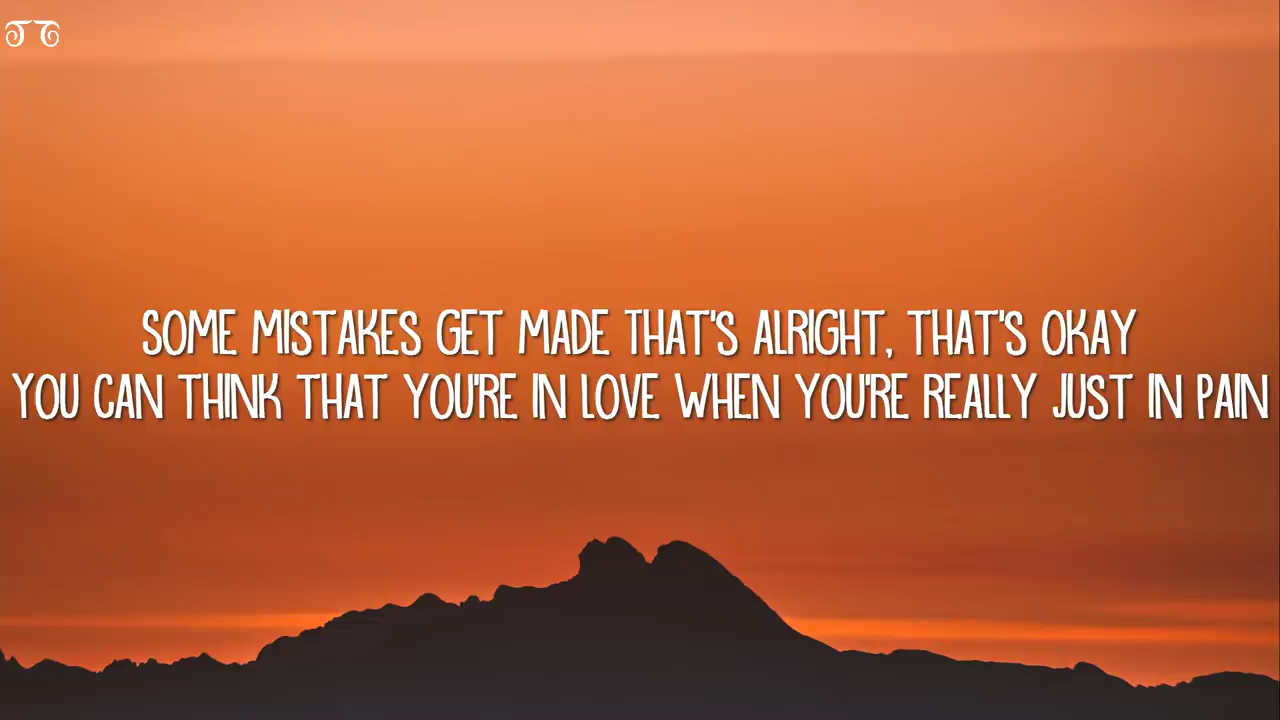 SOME MISTAKES GET MADE THAT'S ALRIGHT, THAT'S OKAY
YOU CAN THINK THAT YOU'RE IN LOVE WHEN YOU'RE REALLY JUST IN PAIN